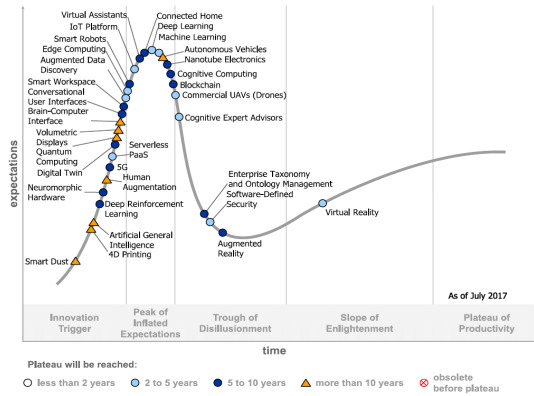 Virtual Assistants
IoT Platform
Smart Robots
Edge Computing
Augmented Data
Discovery
Smart Workspace
Conversational
User Interfaces
Brain-Computer
Interface
Volumetric
Displays
Quantum
Computing
Digital Twin
Serverless
PaaS
5G
Human
Augmentation
Neuromorphic
Hardware
Deep Reinforcement
Learning
Artificial General
Intelligence
4D Printing
Smart Dust
Connected Home
Deep Learning
Machine Learning
Autonomous Vehicles
Nanotube Electronics
Cognitive Computing
Blockchain
Commercial UAVs (Drones)
Cognitive Expert Advisors
Enterprise Taxonomy
and Ontology Management
Software-Defined
Security
Augmented
Reality
Virtual Reality
expectations
As of July 2017
Innovation
Trigger
Peak of
Inflated
Expectations
Trough of
Disillusionment
Slope of
Enlightenment
Plateau of
Productivity
time
Plateau will be reached:
less than 2 years
2 to 5 years
5 to 10 years
more than 10 years
obsolete
before plateau